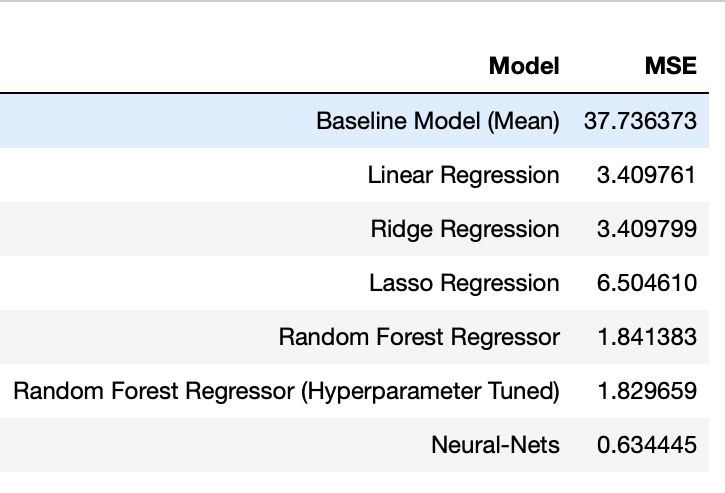 Model MSE
Baseline Model (Mean) 37.736373
Linear Regression 3.409761
Ridge Regression 3.409799
Lasso Regression 6.504610
Random Forest Regressor 1.841383
Random Forest Regressor (Hyperparameter Tuned) 1.829659
Neural-Nets 0.634445